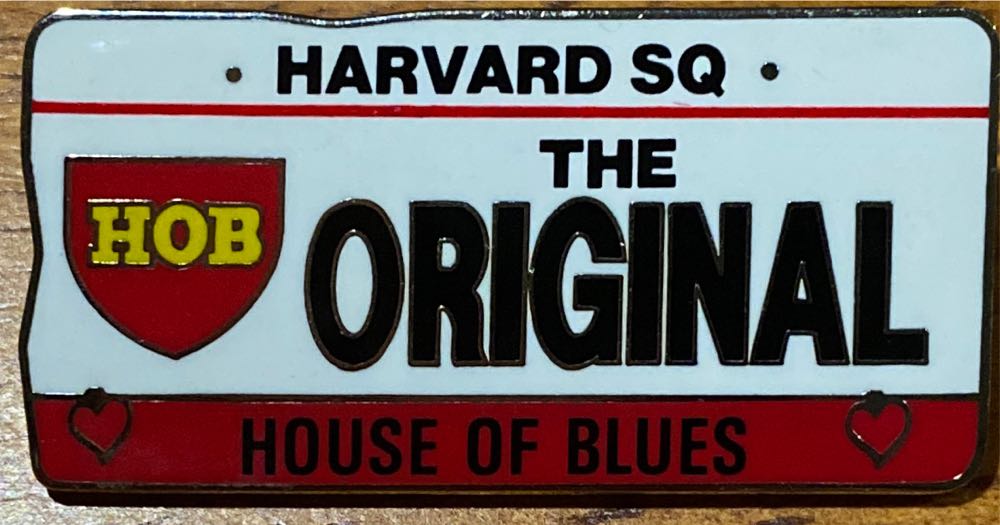 HARVARD SQ
THE
HOB
ORIGINAL
HOUSE OF BLUES